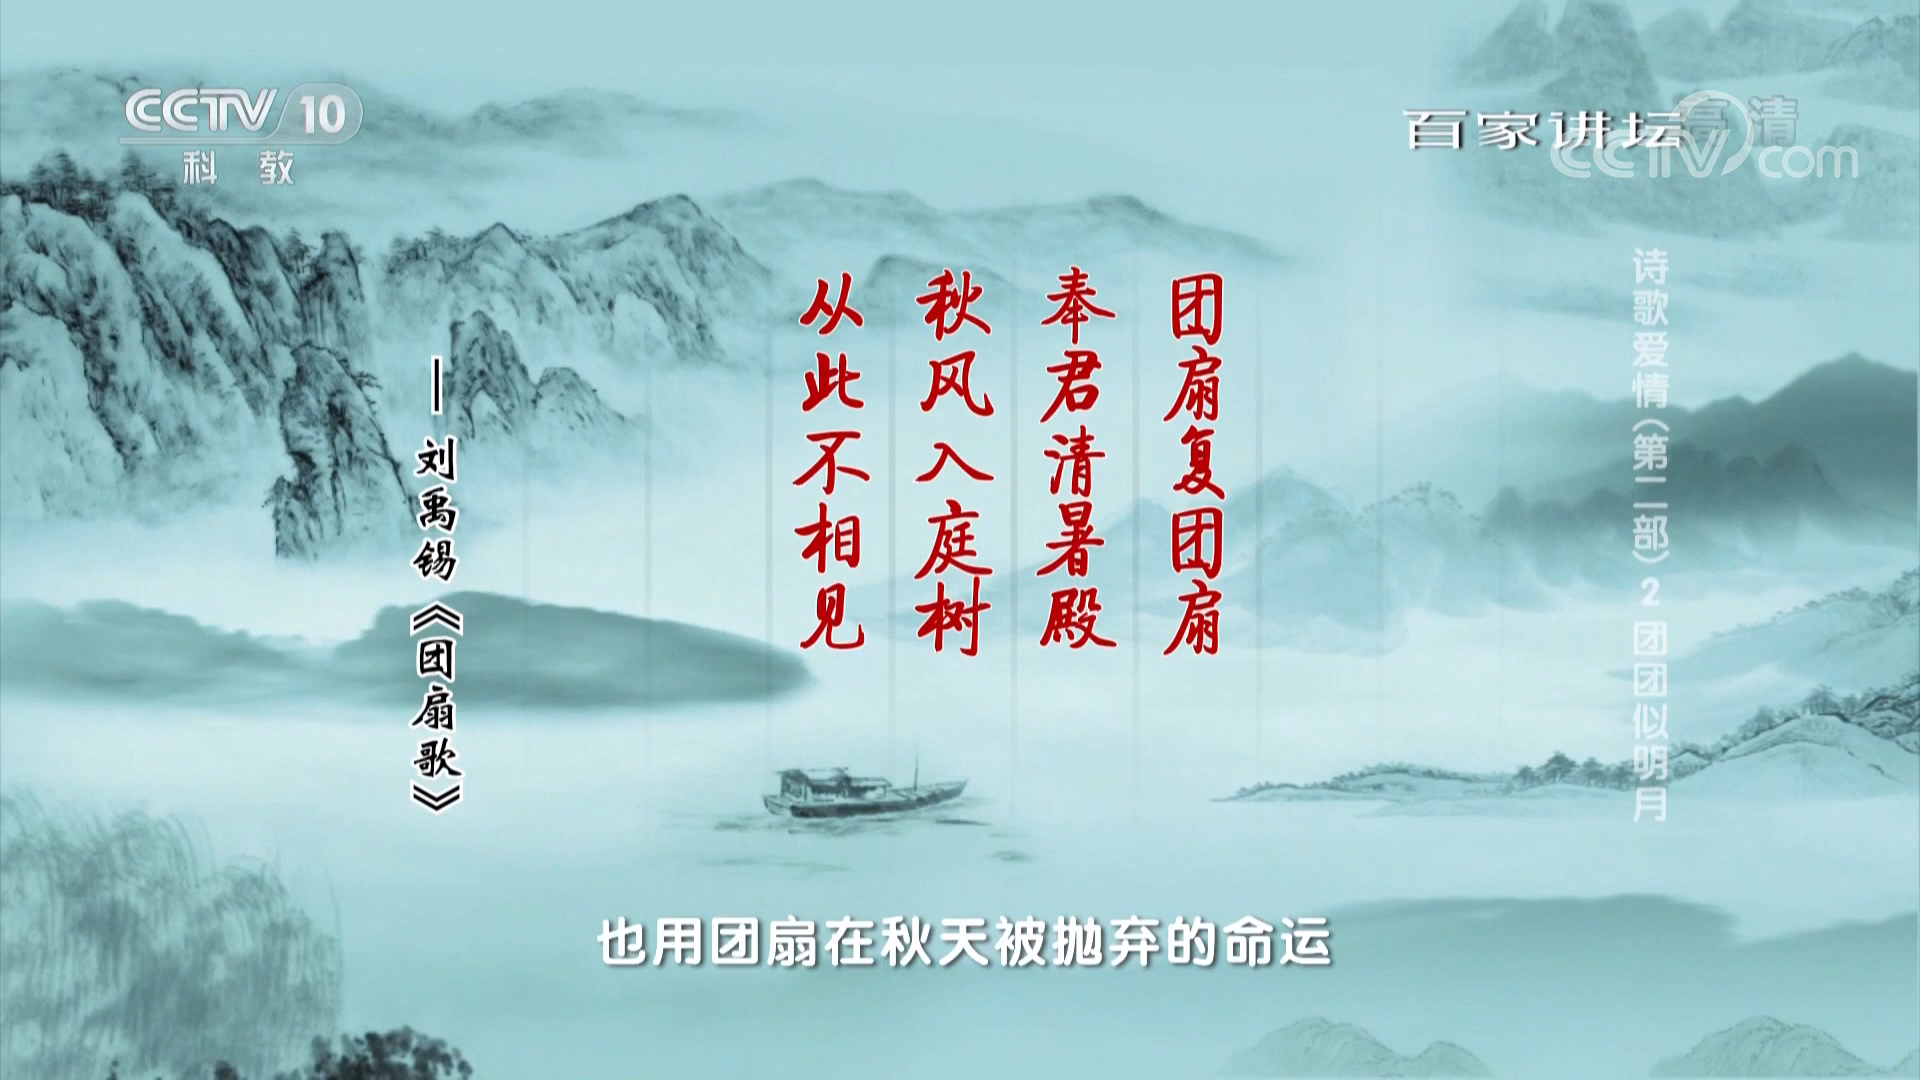 CCTV 10
科教
百家讲坛
高清
CCTV.com
诗歌爱情（第二部）2 团团似明月
团扇复团扇
奉君清暑殿
秋风入庭树
从此不相见
—刘禹锡《团扇歌》
也用团扇在秋天被抛弃的命运